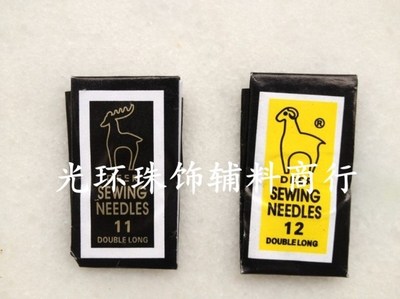 光环珠饰辅料商行
SEWING
NEEDLES
11
DOUBLE LONG
®
SEWING
NEEDLES
12
DOUBLE LONG